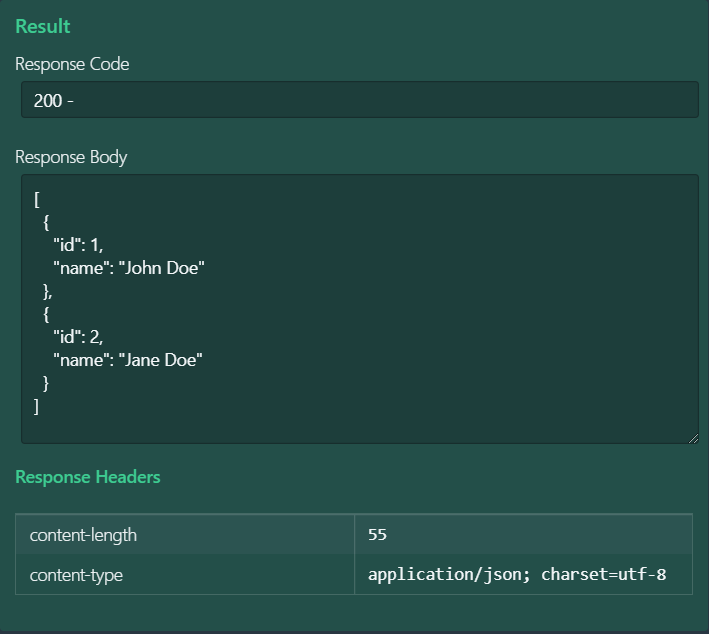 Result
Response Code
200 -
Response Body
[
  {
    "id": 1,
    "name": "John Doe"
  },
  {
    "id": 2,
    "name": "Jane Doe"
  }
]
Response Headers
content-length 55
content-type application/json; charset=utf-8